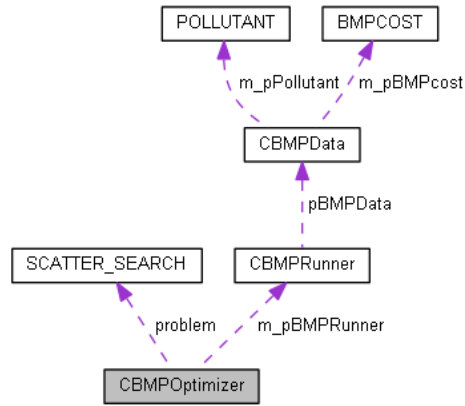 POLLUTANT
BMPCOST
m_pPollutant
m_pBMPcost
CBMPData
pBMPData
SCATTER_SEARCH
CBMPRunner
problem
m_pBMPRunner
CBMPOptimizer